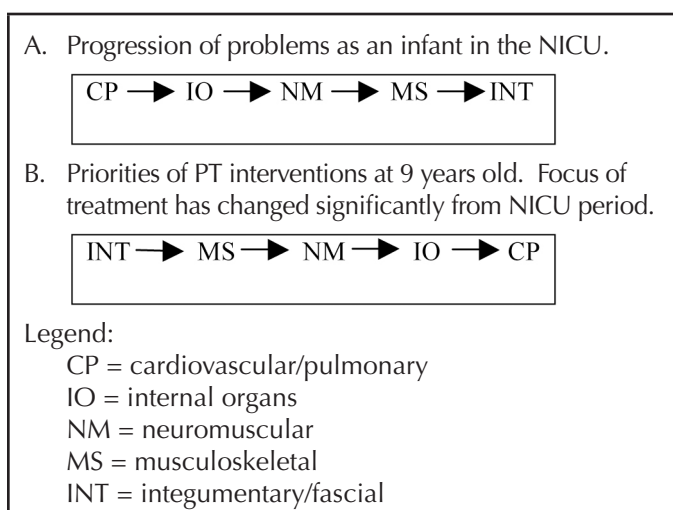 A. Progression of problems as an infant in the NICU.
CP → IO → NM → MS → INT
B. Priorities of PT interventions at 9 years old. Focus of
treatment has changed significantly from NICU period.
INT → MS → NM → IO → CP
Legend:
CP = cardiovascular/pulmonary
IO = internal organs
NM = neuromuscular
MS = musculoskeletal
INT = integumentary/fascial